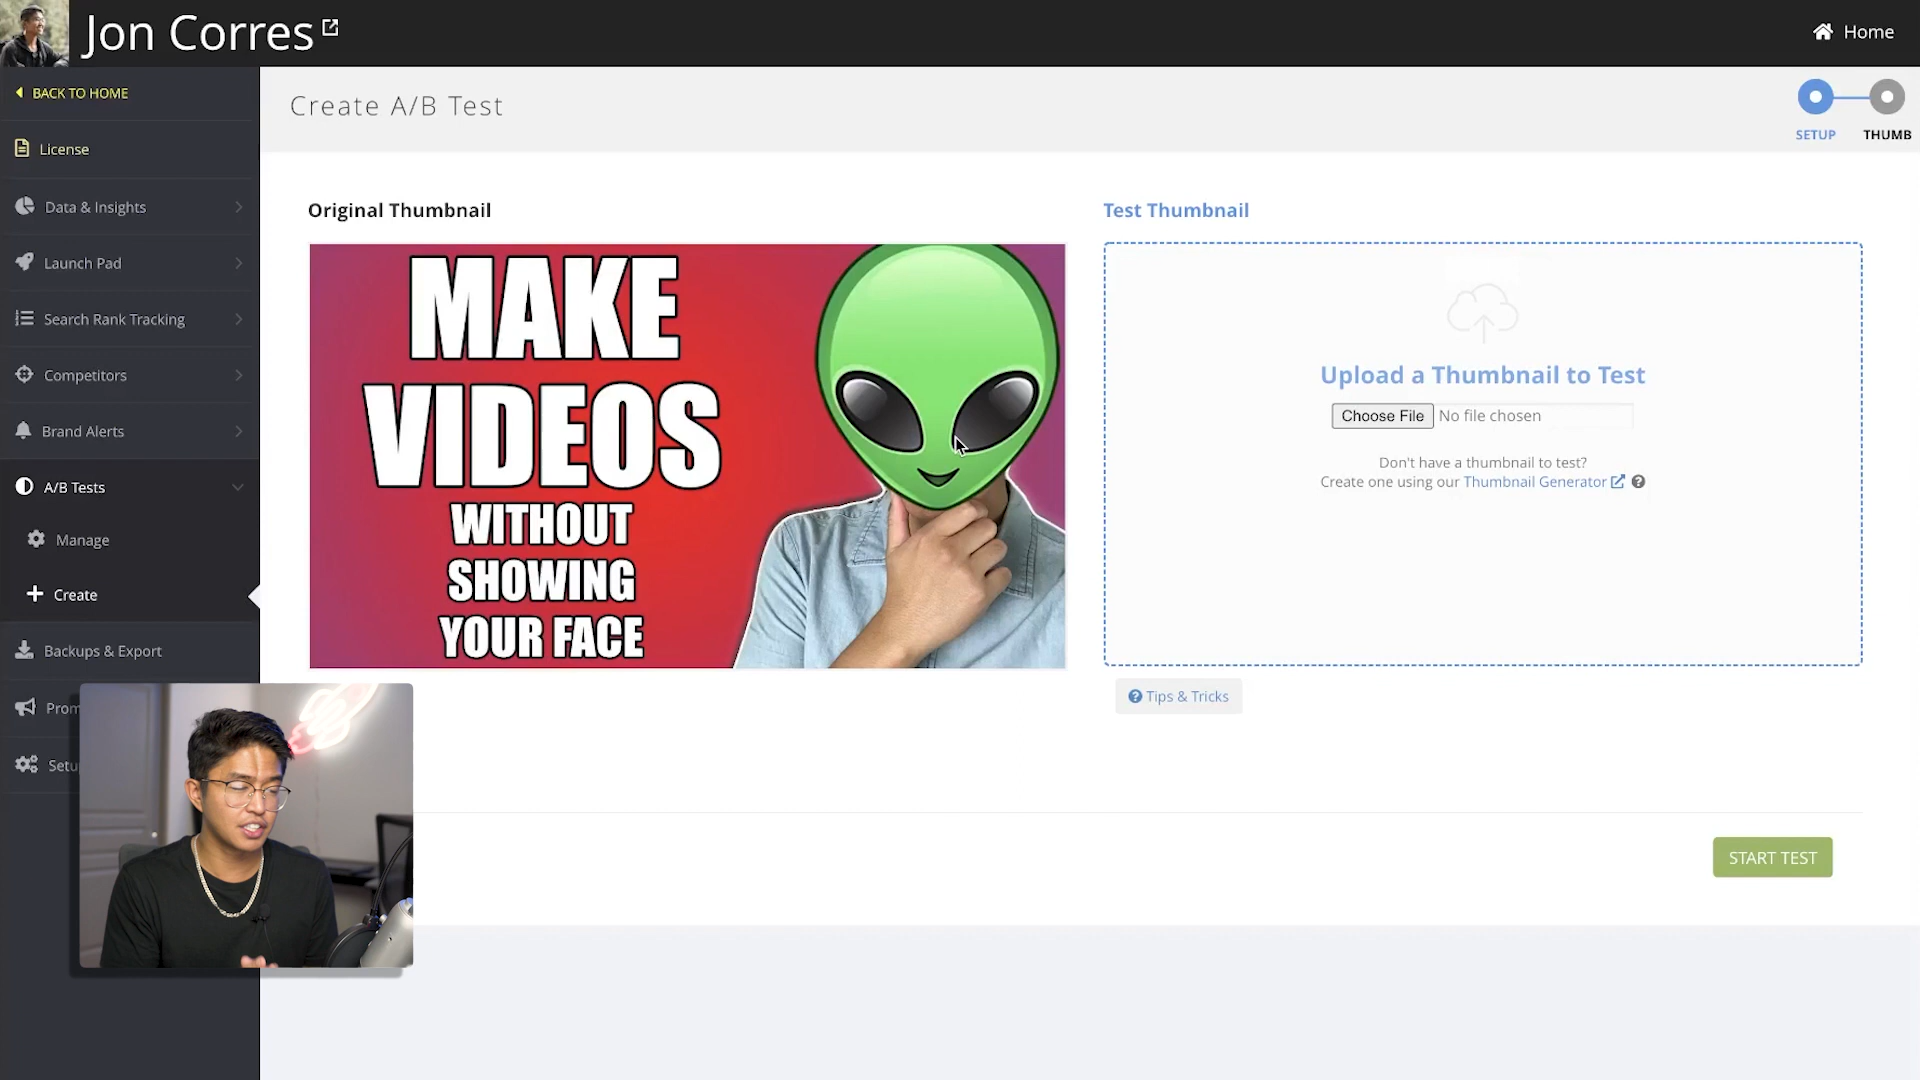 Jon Corres
Home
BACK TO HOME
License
Data & Insights
Launch Pad
Search Rank Tracking
Competitors
Brand Alerts
A/B Tests
Manage
Create
Backups & Export
Prom
Setu
Create A/B Test
SETUP
THUMB
Original Thumbnail
MAKE
VIDEOS
WITHOUT
SHOWING
YOUR FACE
Test Thumbnail
Upload a Thumbnail to Test
Choose File No file chosen
Don't have a thumbnail to test?
Create one using our Thumbnail Generator
Tips & Tricks
START TEST